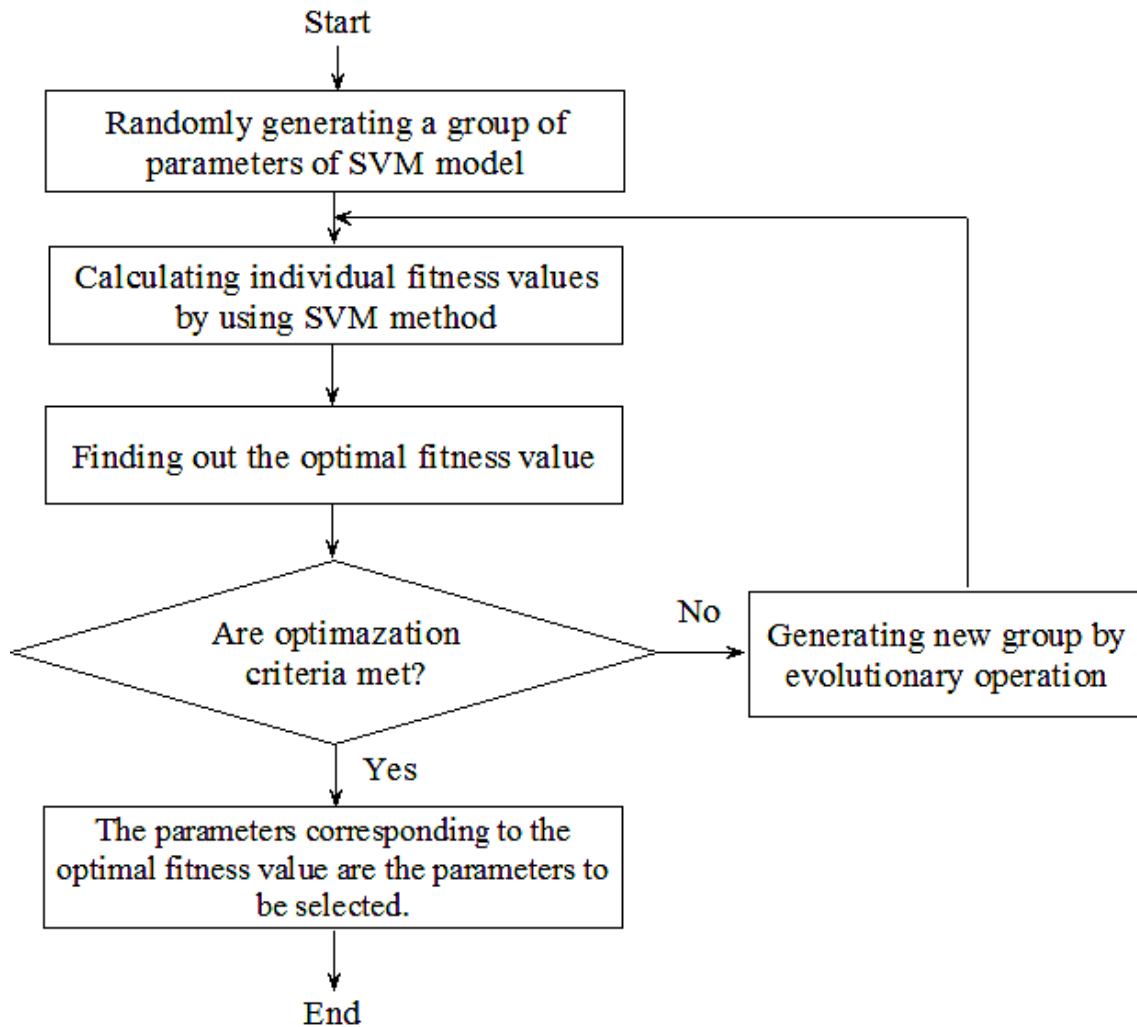 Start
Randomly generating a group of
parameters of SVM model
Calculating individual fitness values
by using SVM method
Finding out the optimal fitness value
Are optimazation
criteria met?
No
Generating new group by
evolutionary operation
Yes
The parameters corresponding to the
optimal fitness value are the parameters to
be selected.
End